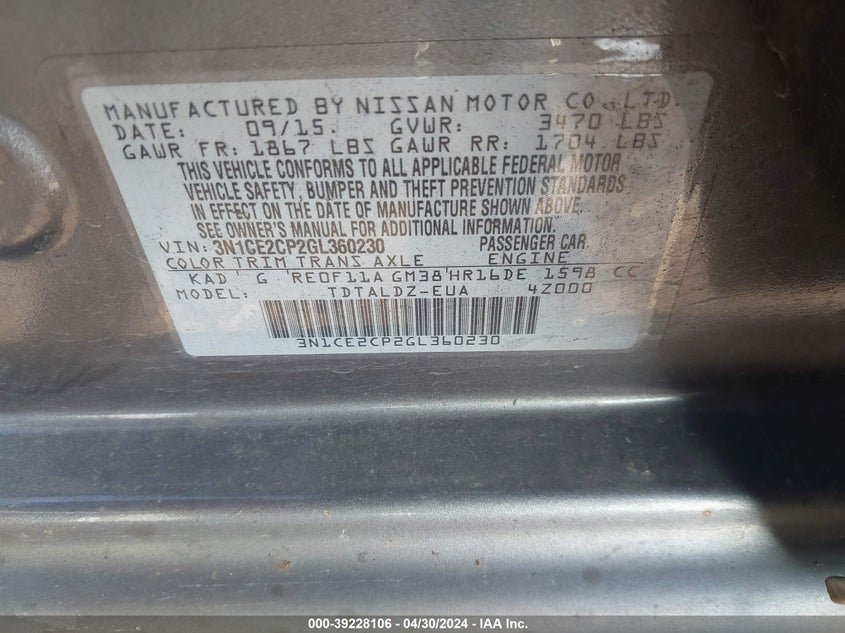 MANUFACTURED BY NISSAN MOTOR CO., LTD.
DATE: 09/15. GVWR: 3470 LBS
GAWR FR: 1867 LBS GAWR RR: 1704 LBS
THIS VEHICLE CONFORMS TO ALL APPLICABLE FEDERAL MOTOR
VEHICLE SAFETY, BUMPER AND THEFT PREVENTION STANDARDS
IN EFFECT ON THE DATE OF MANUFACTURE SHOWN ABOVE.
SEE OWNER'S MANUAL FOR ADDITIONAL INFORMATION.
VIN: 3N1CE2CP2GL360230 PASSENGER CAR
COLOR TRIM TRANS AXLE ENGINE
KAD G RE0F11A GM38 HR16DE 1598 CC
MODEL: TDTALDZ-EUA 4Z000
3N1CE2CP2GL360230
000-39228106 - 04/30/2024 - IAA Inc.